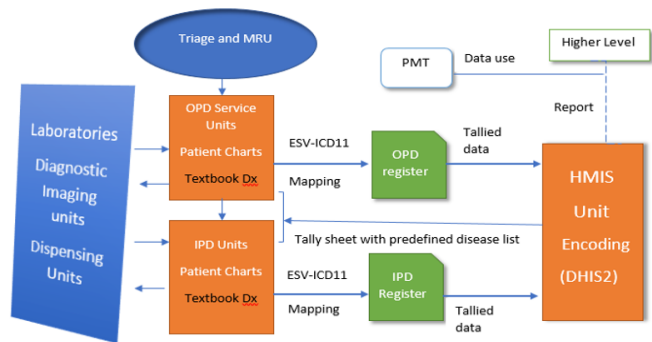 Triage and MRU
Higher Level
PMT
Data use
Report
Laboratories
Diagnostic
Imaging
units
Dispensing
Units
OPD Service
Units
Patient Charts
Textbook Dx
ESV-ICD11
Mapping
OPD
register
Tallied
data
HMIS
Unit
Encoding
(DHIS2)
Tally sheet with predefined disease list
IPD Units
Patient Charts
Textbook Dx
ESV-ICD11
Mapping
IPD
Register
Tallied
data